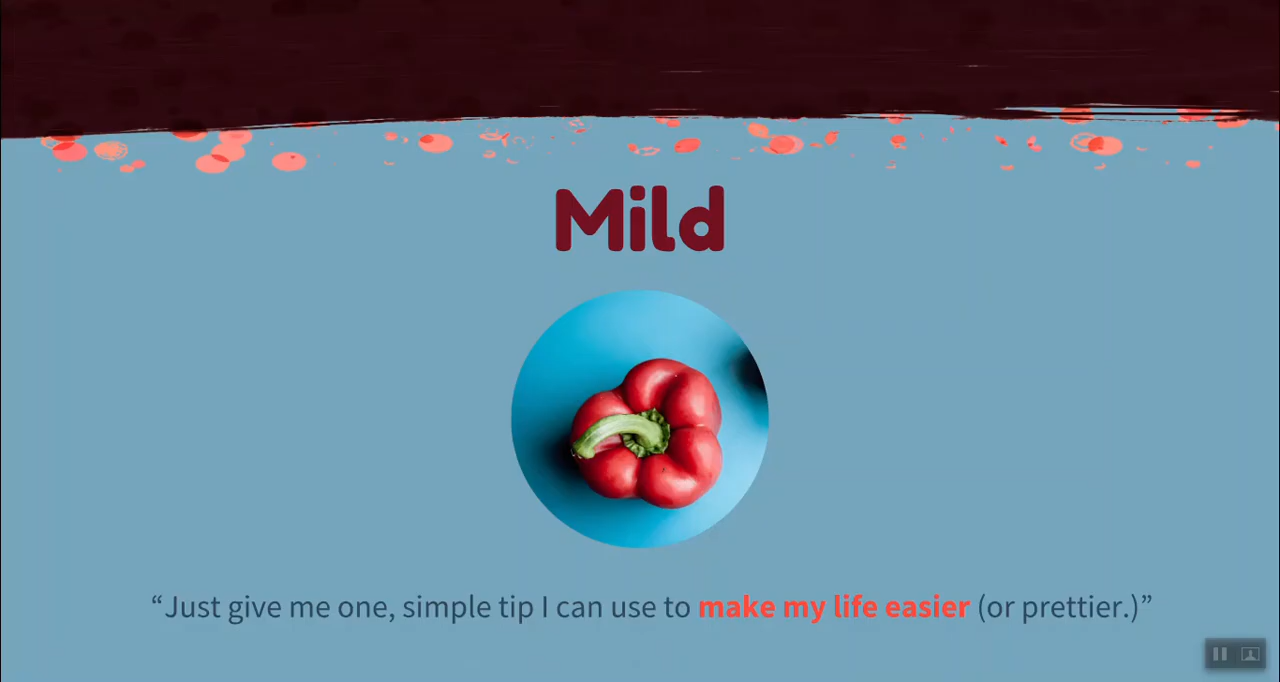 Mild
“Just give me one, simple tip I can use to make my life easier (or prettier.)”